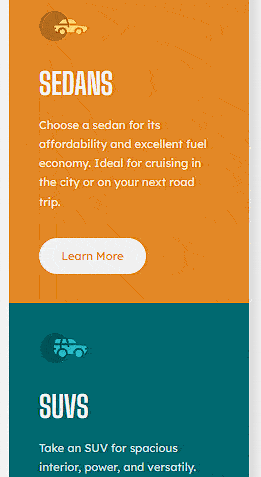 SEDANS
Choose a sedan for its
affordability and excellent fuel
economy. Ideal for cruising in
the city or on your next road
trip.
Learn More
SUVS
Take an SUV for spacious
interior, power, and versatily.